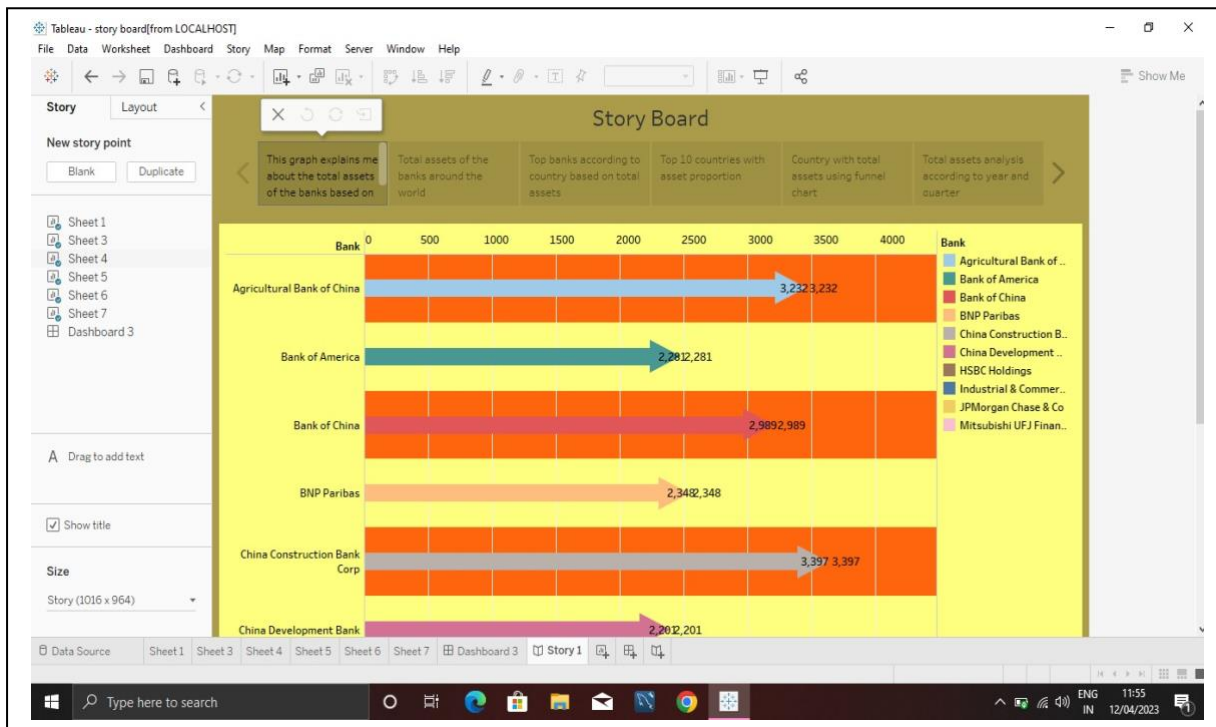 Tableau - story board[from LOCALHOST]
File Data Worksheet Dashboard Story Map Format Server Window Help
Show Me
Story Layout
New story point
Blank Duplicate
Sheet 1
Sheet 3
Sheet 4
Sheet 5
Sheet 6
Sheet 7
Dashboard 3
A Drag to add text
Show title
Size
Story (1016 x 964)
Story Board
This graph explains me
about the total assets
of the banks based on
Total assets of the
banks around the
world
Top banks according to
country based on total
assets
Top 10 countries with
asset proportion
Country with total
assets using funnel
chart
Total assets analysis
according to year and
quarter
Bank 0 500 1000 1500 2000 2500 3000 3500 4000
Agricultural Bank of China 3,232 3,232
Bank of America 2,281 2,281
Bank of China 2,989 2,989
BNP Paribas 2,348 2,348
China Construction Bank
Corp 3,397 3,397
China Development Bank 2,201 2,201
Bank
Agricultural Bank of ..
Bank of America
Bank of China
BNP Paribas
China Construction B..
China Development ..
HSBC Holdings
Industrial & Commer..
JPMorgan Chase & Co
Mitsubishi UFJ Finan..
Data Source Sheet 1 Sheet 3 Sheet 4 Sheet 5 Sheet 6 Sheet 7 Dashboard 3 Story 1
Type here to search
ENG
IN
11:55
12/04/2023
1